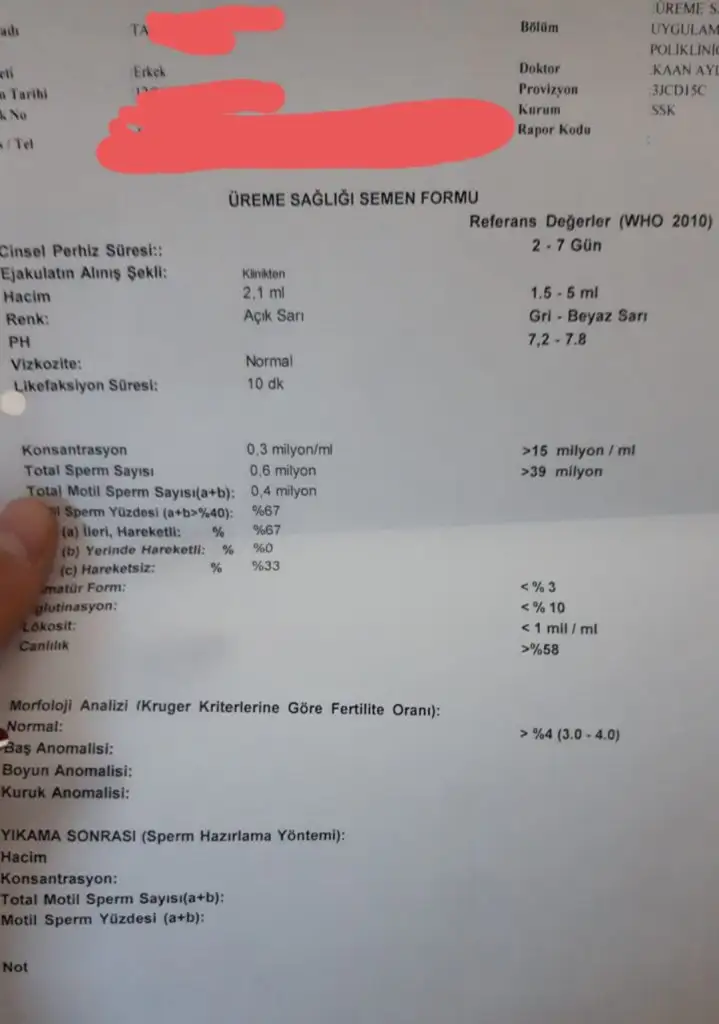 ÜREME S
adı TA Bölüm UYGULAM
POLİKLİNİ
eti Erkek Doktor KAAN AYD
n Tarihi Provizyon 3JCD15C
k No Kurum SSK
s / Tel Rapor Kodu
ÜREME SAĞLIĞI SEMEN FORMU
Referans Değerler (WHO 2010)
Cinsel Perhiz Süresi:: 2 - 7 Gün
Ejakulatın Alınış Şekli: Klinikten
Hacim 2,1 ml 1.5 - 5 ml
Renk: Açık Sarı Gri - Beyaz Sarı
PH 7,2 - 7.8
Vizkozite: Normal
Likefaksiyon Süresi: 10 dk
Konsantrasyon 0,3 milyon/ml >15 milyon / ml
Total Sperm Sayısı 0,6 milyon >39 milyon
Total Motil Sperm Sayısı(a+b): 0,4 milyon
l Sperm Yüzdesi (a+b>%40): %67
(a) İleri, Hareketli: % %67
(b) Yerinde Hareketli: % %0
(c) Hareketsiz: % %33
matür Form: <% 3
glutinasyon: <% 10
Lökosit: < 1 mil / ml
Canlılık >%58
Morfoloji Analizi (Kruger Kriterlerine Göre Fertilite Oranı):
Normal: > %4 (3.0 - 4.0)
Baş Anomalisi:
Boyun Anomalisi:
Kuruk Anomalisi:
YIKAMA SONRASI (Sperm Hazırlama Yöntemi):
Hacim
Konsantrasyon:
Total Motil Sperm Sayısı(a+b):
Motil Sperm Yüzdesi (a+b):
Not